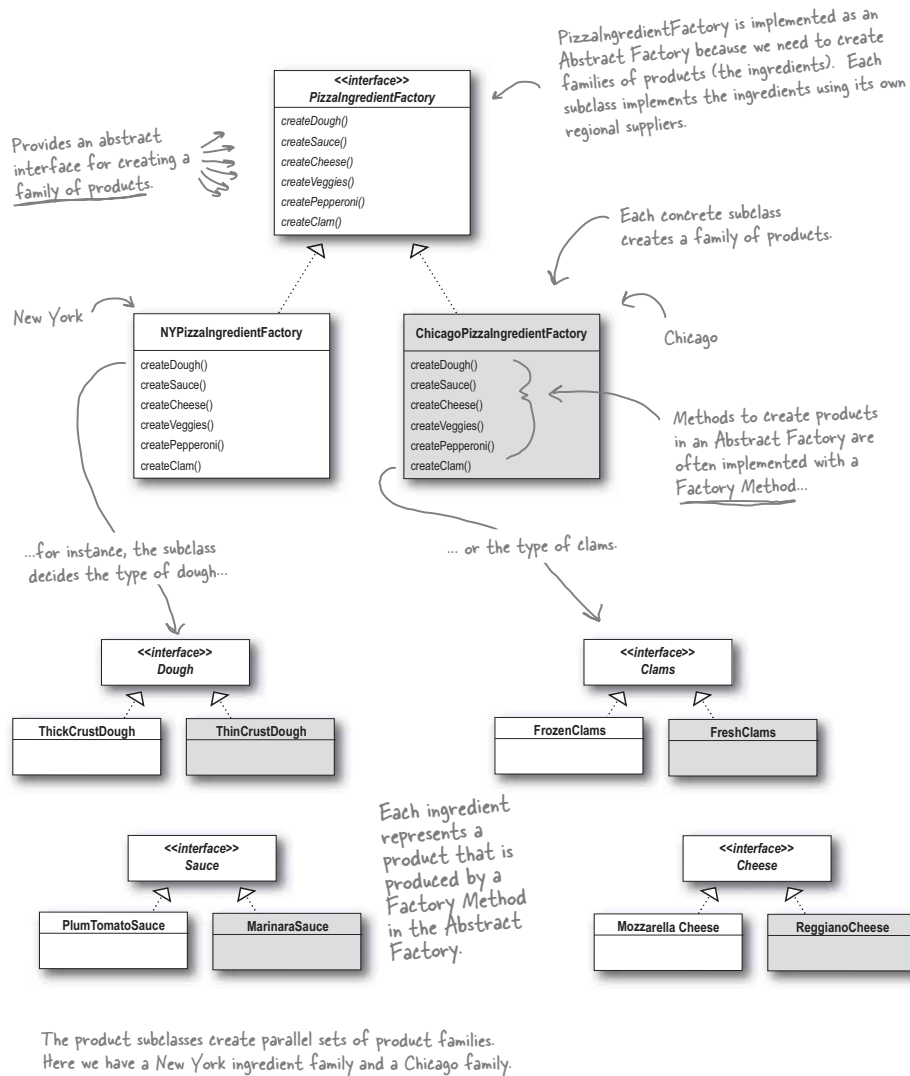 PizzaIngredientFactory is implemented as an
Abstract Factory because we need to create
families of products (the ingredients). Each
subclass implements the ingredients using its own
regional suppliers.
<<interface>>
PizzaIngredientFactory
createDough()
createSauce()
createCheese()
createVeggies()
createPepperoni()
createClam()
Provides an abstract
interface for creating a
family of products.
Each concrete subclass
creates a family of products.
New York
NYPizzaIngredientFactory
createDough()
createSauce()
createCheese()
createVeggies()
createPepperoni()
createClam()
ChicagoPizzaIngredientFactory
createDough()
createSauce()
createCheese()
createVeggies()
createPepperoni()
createClam()
Chicago
Methods to create products
in an Abstract Factory are
often implemented with a
Factory Method...
...for instance, the subclass
decides the type of dough...
... or the type of clams.
<<interface>>
Dough
ThickCrustDough
ThinCrustDough
<<interface>>
Clams
FrozenClams
FreshClams
<<interface>>
Sauce
PlumTomatoSauce
MarinaraSauce
Each ingredient
represents a
product that is
produced by a
Factory Method
in the Abstract
Factory.
<<interface>>
Cheese
Mozzarella Cheese
ReggianoCheese
The product subclasses create parallel sets of product families.
Here we have a New York ingredient family and a Chicago family.